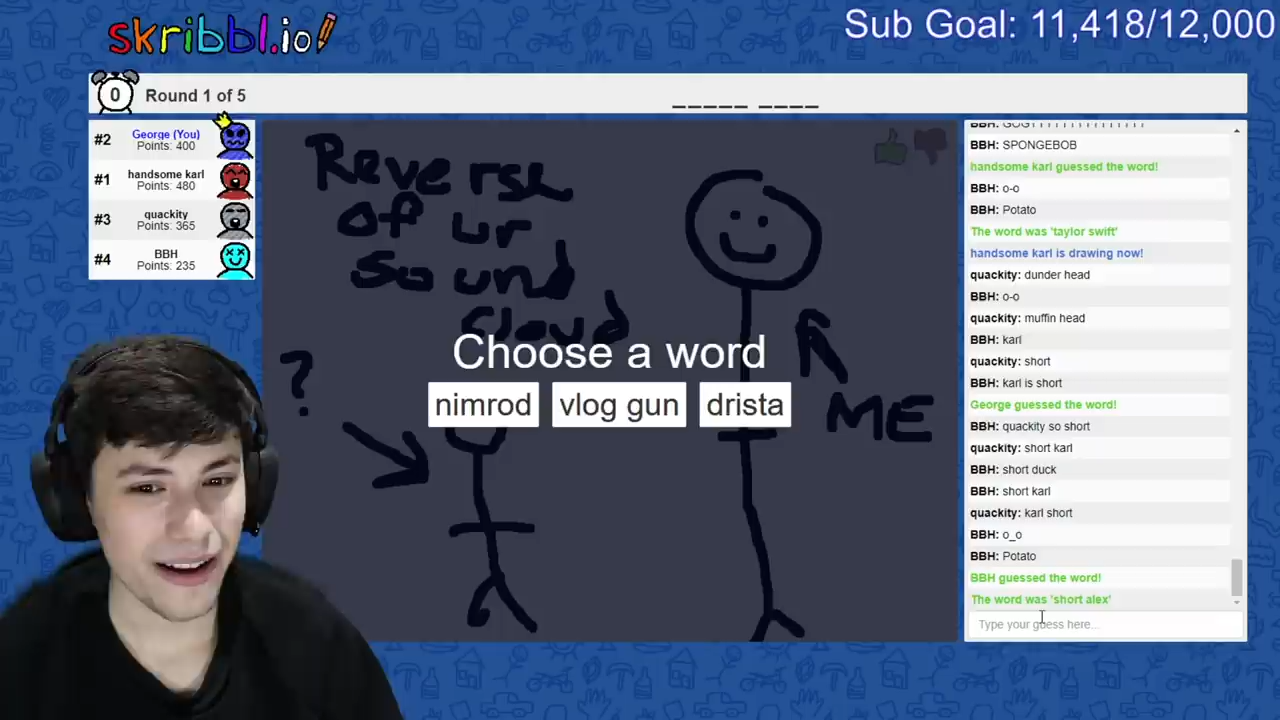 skribbl.io!
Sub Goal: 11,418/12,000
0
Round 1 of 5
_____ ____
#2 George (You)
Points: 400
#1 handsome karl
Points: 480
#3 quackity
Points: 365
#4 BBH
Points: 235
Reverse
Of ur
Sound
cloud
?
ME
Choose a word
nimrod vlog gun drista
BBH: SPONGEBOB
handsome karl guessed the word!
BBH: o-o
BBH: Potato
The word was 'taylor swift'
handsome karl is drawing now!
quackity: dunder head
BBH: o-o
quackity: muffin head
BBH: karl
quackity: short
BBH: karl is short
George guessed the word!
BBH: quackity so short
quackity: short karl
BBH: short duck
BBH: short karl
quackity: karl short
BBH: o_o
BBH: Potato
BBH guessed the word!
The word was 'short alex'
Type your guess here...